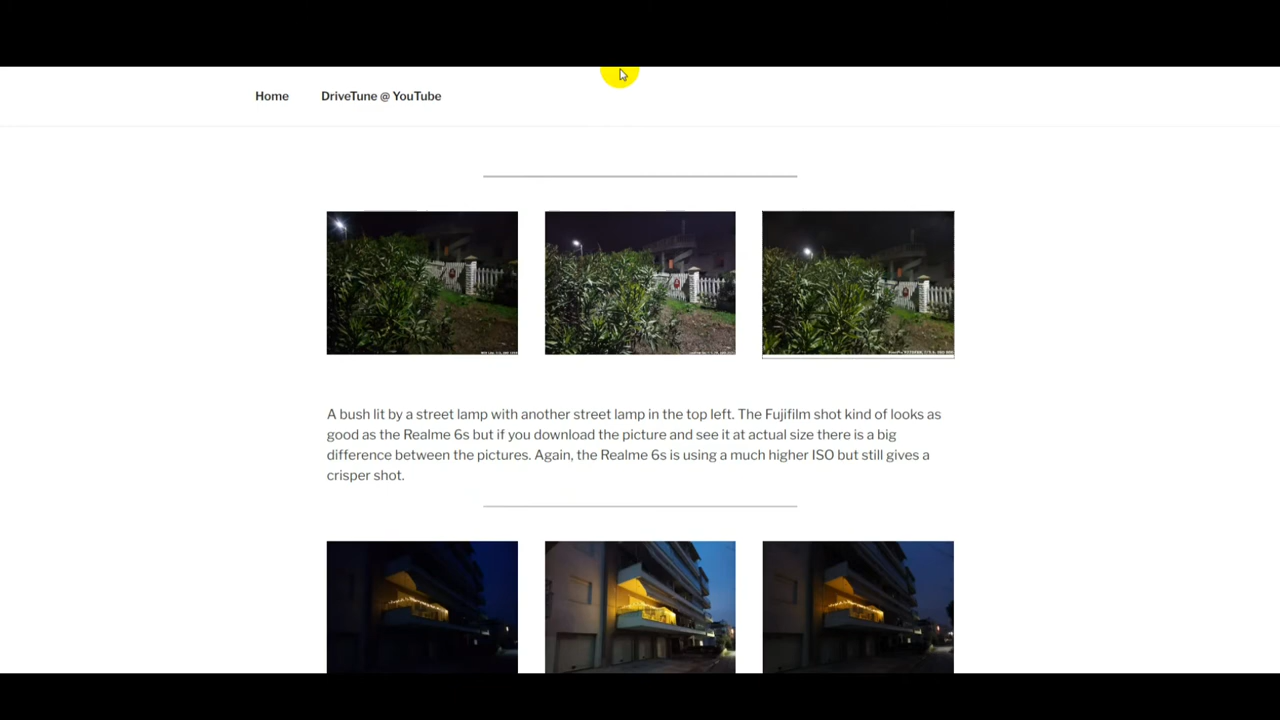 Home
DriveTune @ YouTube
A bush lit by a street lamp with another street lamp in the top left. The Fujifilm shot kind of looks as
good as the Realme 6s but if you download the picture and see it at actual size there is a big
difference between the pictures. Again, the Realme 6s is using a much higher ISO but still gives a
crisper shot.